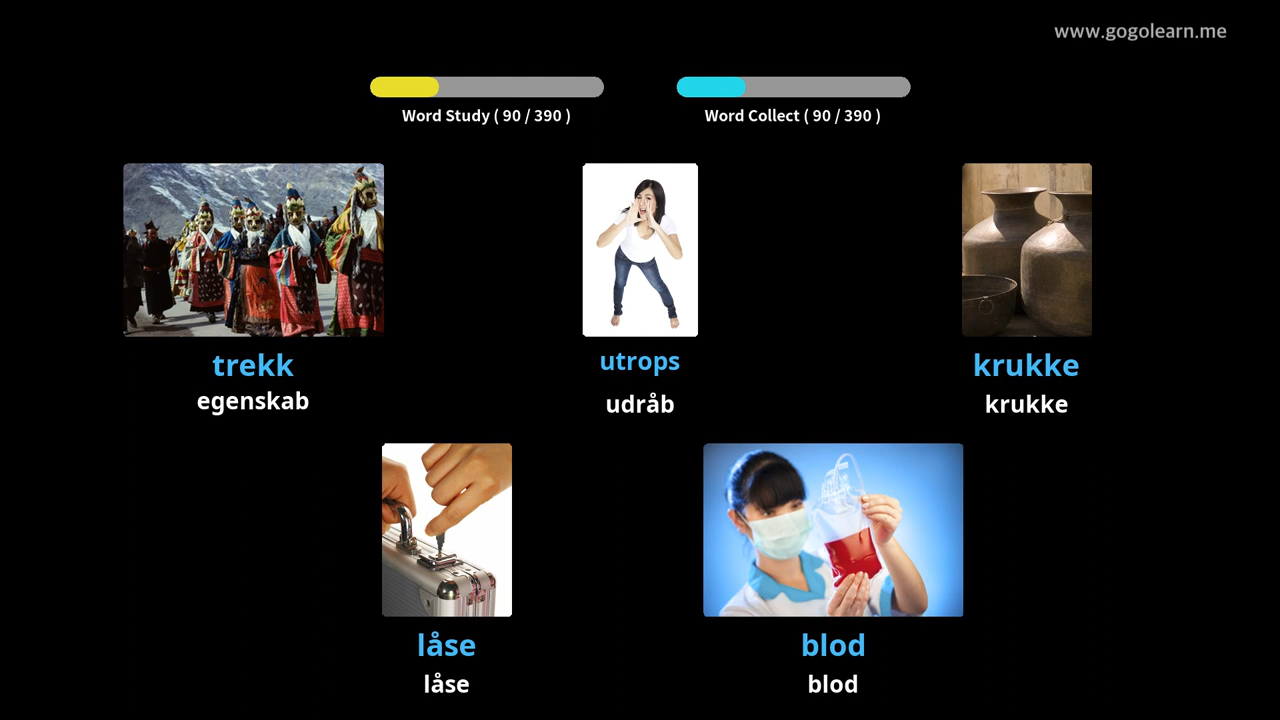 www.gogolearn.me
Word Study ( 90 / 390 )
Word Collect ( 90 / 390 )
trekk
egenskab
utrops
udråb
krukke
krukke
låse
låse
blod
blod